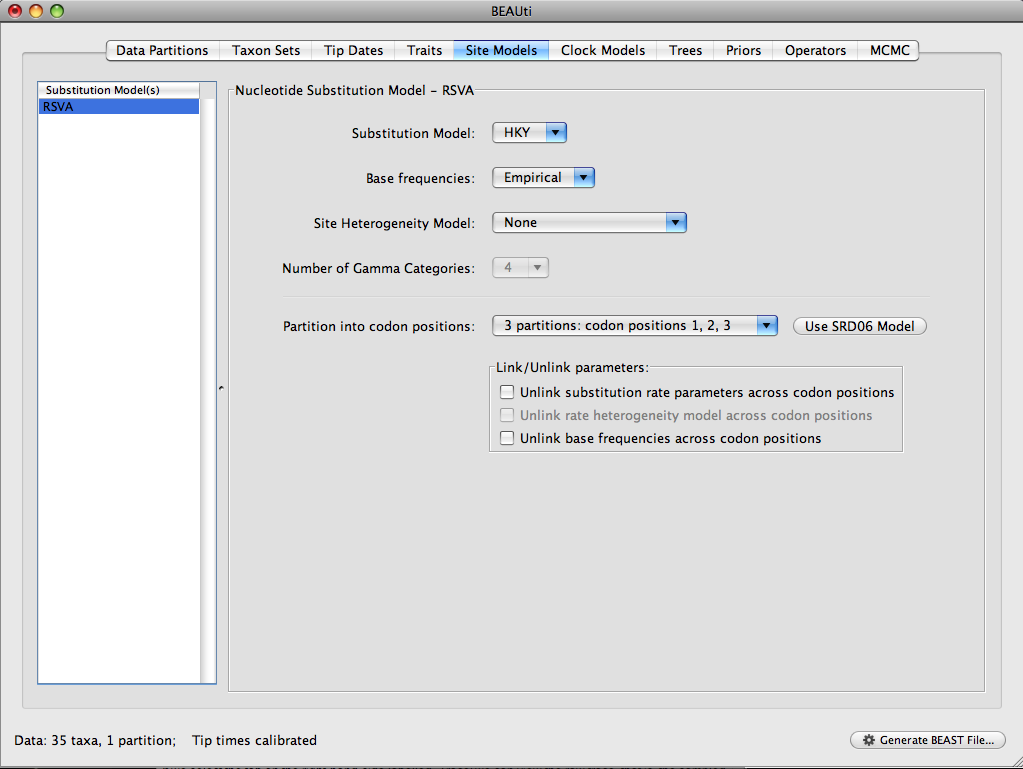 BEAUti
Data Partitions Taxon Sets Tip Dates Traits Site Models Clock Models Trees Priors Operators MCMC
Substitution Model(s)
RSVA
Nucleotide Substitution Model – RSVA
Substitution Model: HKY
Base frequencies: Empirical
Site Heterogeneity Model: None
Number of Gamma Categories: 4
Partition into codon positions: 3 partitions: codon positions 1, 2, 3 Use SRD06 Model
Link/Unlink parameters:
Unlink substitution rate parameters across codon positions
Unlink rate heterogeneity model across codon positions
Unlink base frequencies across codon positions
Data: 35 taxa, 1 partition; Tip times calibrated
Generate BEAST File...